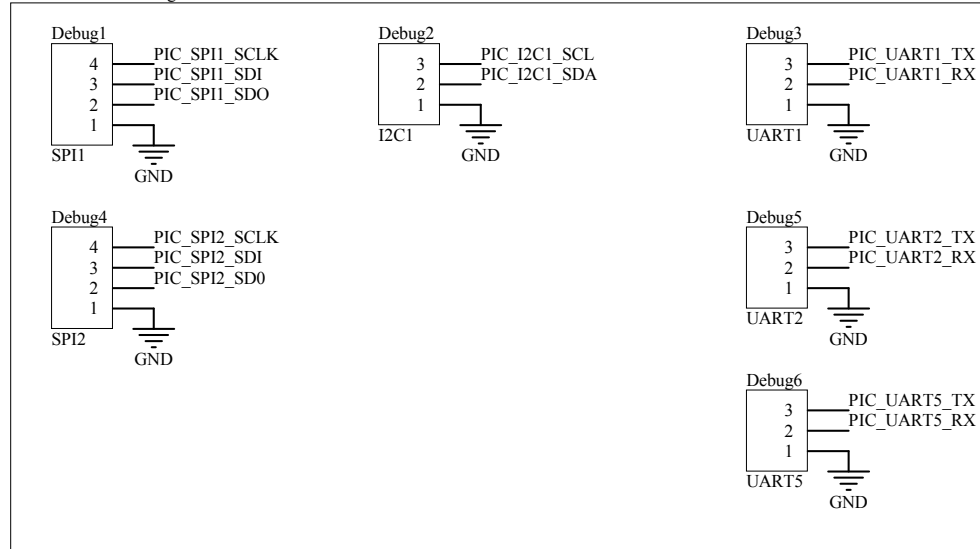 Debug1
4 PIC_SPI1_SCLK
3 PIC_SPI1_SDI
2 PIC_SPI1_SDO
1
SPI1
GND
Debug2
3 PIC_I2C1_SCL
2 PIC_I2C1_SDA
1
I2C1
GND
Debug3
3 PIC_UART1_TX
2 PIC_UART1_RX
1
UART1
GND
Debug4
4 PIC_SPI2_SCLK
3 PIC_SPI2_SDI
2 PIC_SPI2_SD0
1
SPI2
GND
Debug5
3 PIC_UART2_TX
2 PIC_UART2_RX
1
UART2
GND
Debug6
3 PIC_UART5_TX
2 PIC_UART5_RX
1
UART5
GND